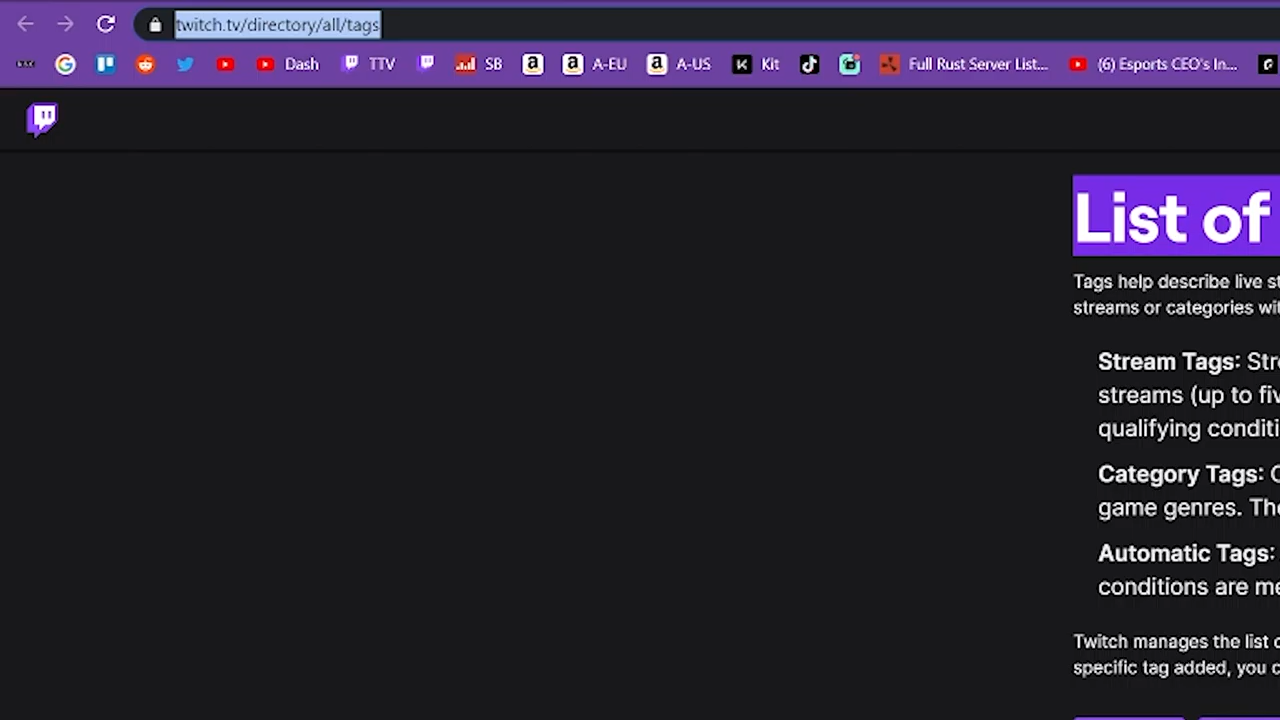 twitch.tv/directory/all/tags
Dash TTV SB A-EU A-US Kit Full Rust Server List... (6) Esports CEO's In...
List of
Tags help describe live st
streams or categories wi
Stream Tags: Stre
streams (up to fiv
qualifying conditi
Category Tags: C
game genres. The
Automatic Tags:
conditions are me
Twitch manages the list o
specific tag added, you c